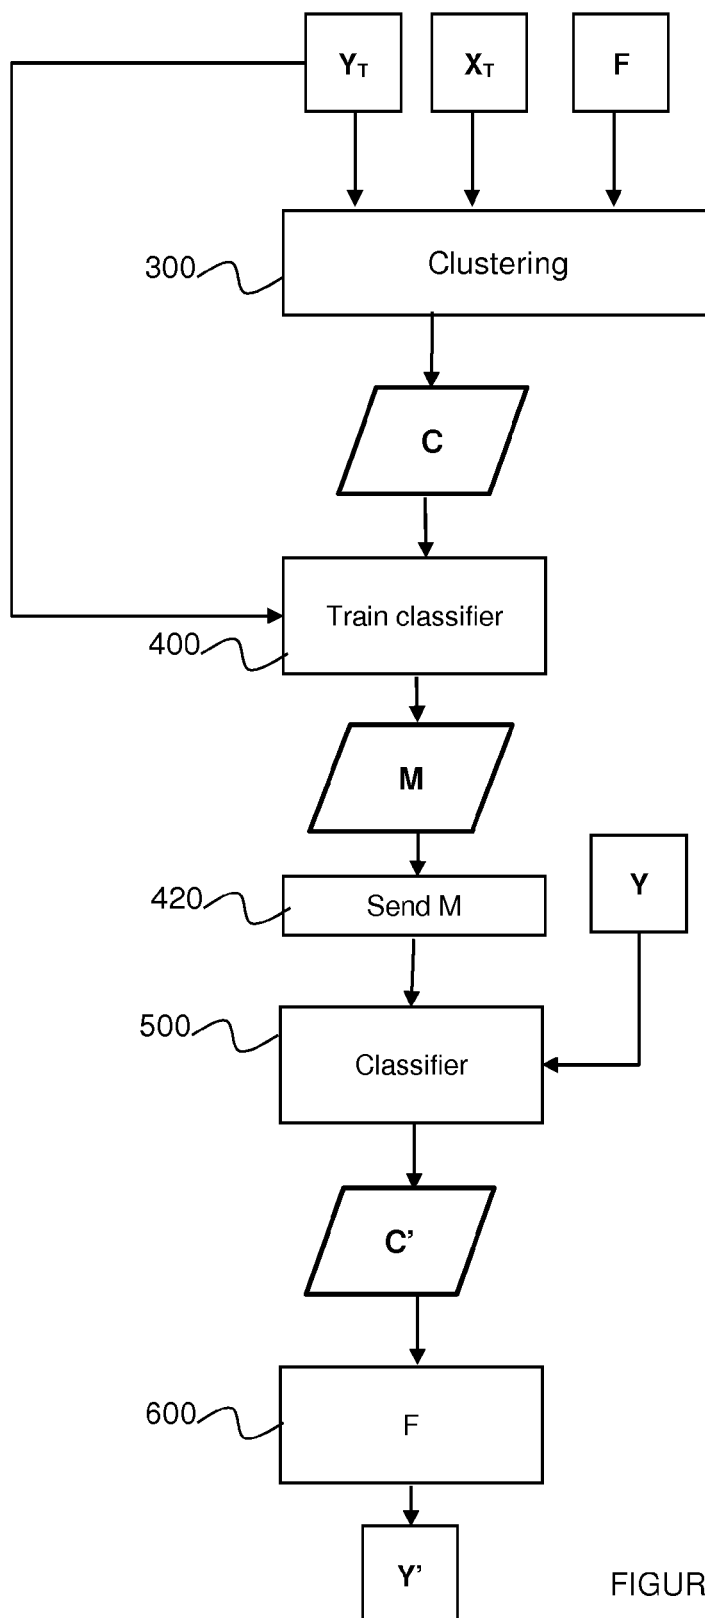 Y_T X_T F
300 Clustering
C
Train classifier
400
M
420 Send M
Y
500 Classifier
C'
600 F
Y'
FIGUR